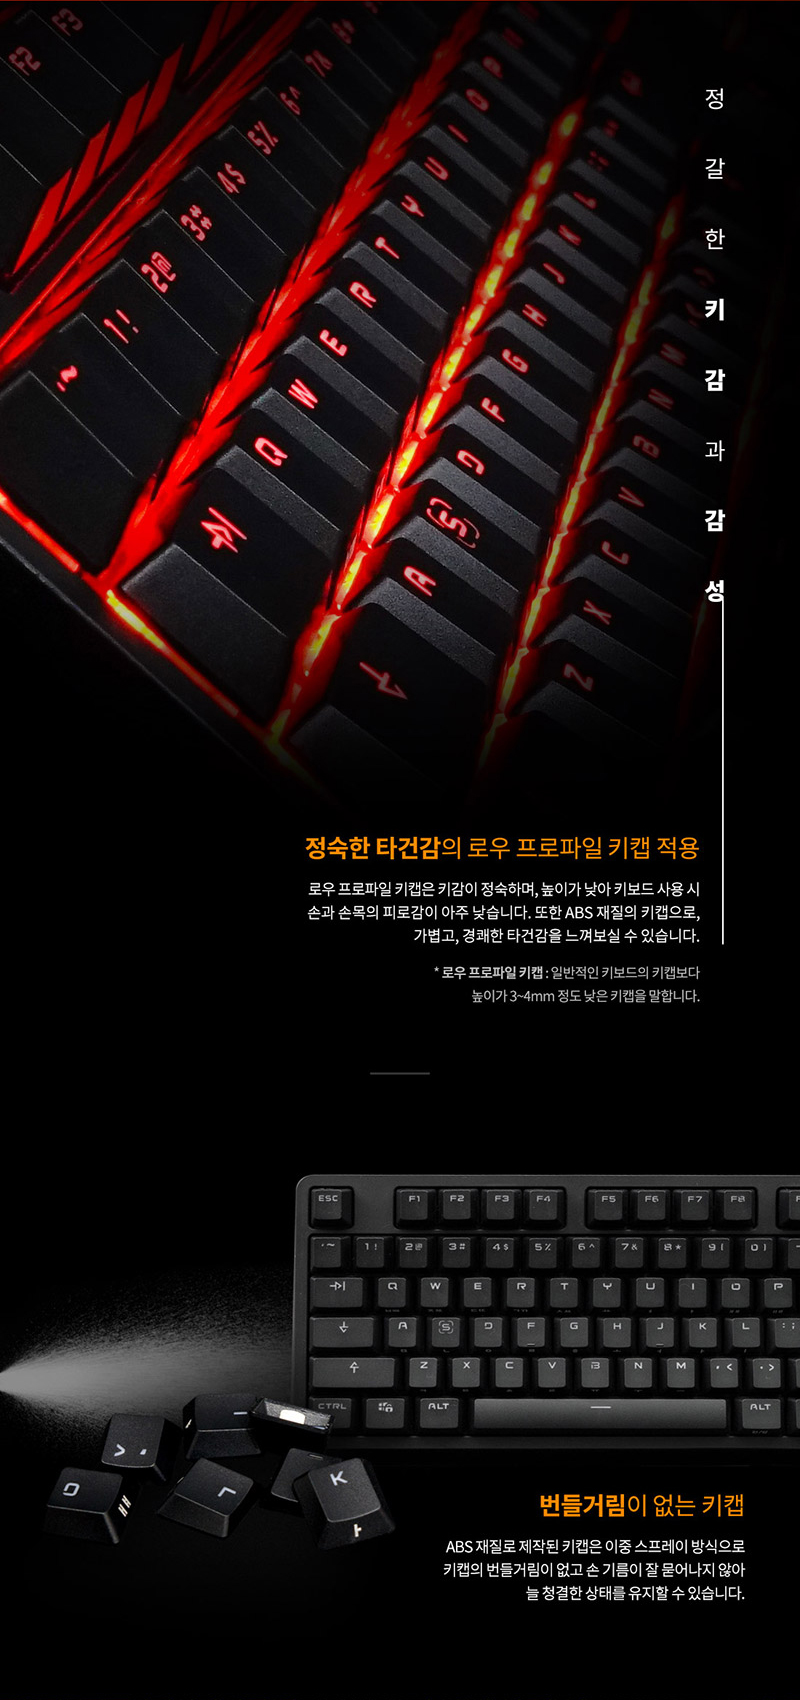 정갈한 키감과 감성
F2 F3
~ 1! 2@ 3# 4$ 5% 6^ 7&
Q W E R T Y U I O P
A S D F G H J K L
Z X C V B N M
정숙한 타건감의 로우 프로파일 키캡 적용
로우 프로파일 키캡은 키감이 정숙하며, 높이가 낮아 키보드 사용 시
손과 손목의 피로감이 아주 낮습니다. 또한 ABS 재질의 키캡으로,
가볍고, 경쾌한 타건감을 느껴보실 수 있습니다.
* 로우 프로파일 키캡 : 일반적인 키보드의 키캡보다
높이가 3~4mm 정도 낮은 키캡을 말합니다.
ESC F1 F2 F3 F4 F5 F6 F7 F8
~ 1! 2@ 3# 4$ 5% 6^ 7& 8* 9( 0)
Q W E R T Y U I O P
A S D F G H J K L ;:
Z X C V B N M ,< .>
CTRL ALT ALT
O ㅐ L K ㅏ
번들거림이 없는 키캡
ABS 재질로 제작된 키캡은 이중 스프레이 방식으로
키캡의 번들거림이 없고 손 기름이 잘 묻어나지 않아
늘 청결한 상태를 유지할 수 있습니다.